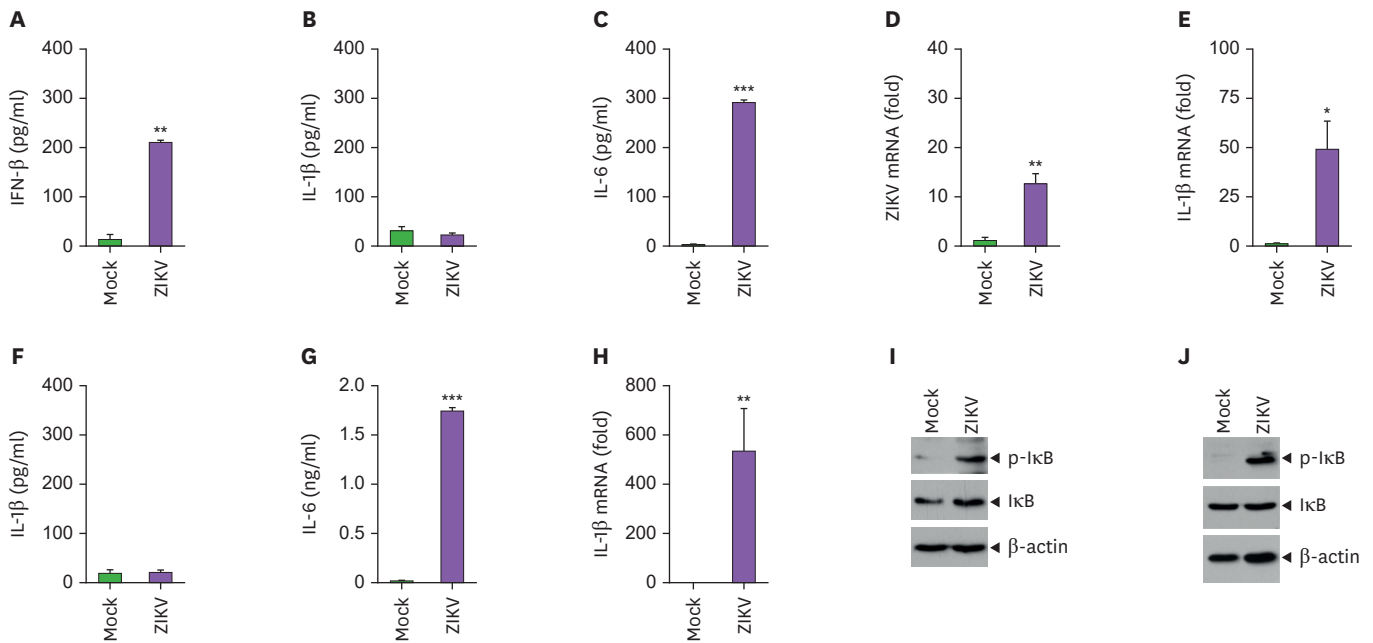 A
IFN-β (pg/ml)
400
300
200
100
0
**
Mock
ZIKV
B
IL-1β (pg/ml)
400
300
200
100
0
Mock
ZIKV
C
IL-6 (pg/ml)
400
300
200
100
0
***
Mock
ZIKV
D
ZIKV mRNA (fold)
40
30
20
10
0
**
Mock
ZIKV
E
IL-1β mRNA (fold)
100
75
50
25
0
*
Mock
ZIKV
F
IL-1β (pg/ml)
400
300
200
100
0
Mock
ZIKV
G
IL-6 (ng/ml)
2.0
1.5
1.0
0.5
0
***
Mock
ZIKV
H
IL-1β mRNA (fold)
800
600
400
200
0
**
Mock
ZIKV
I
Mock
ZIKV
p-IκB
IκB
β-actin
J
Mock
ZIKV
p-IκB
IκB
β-actin